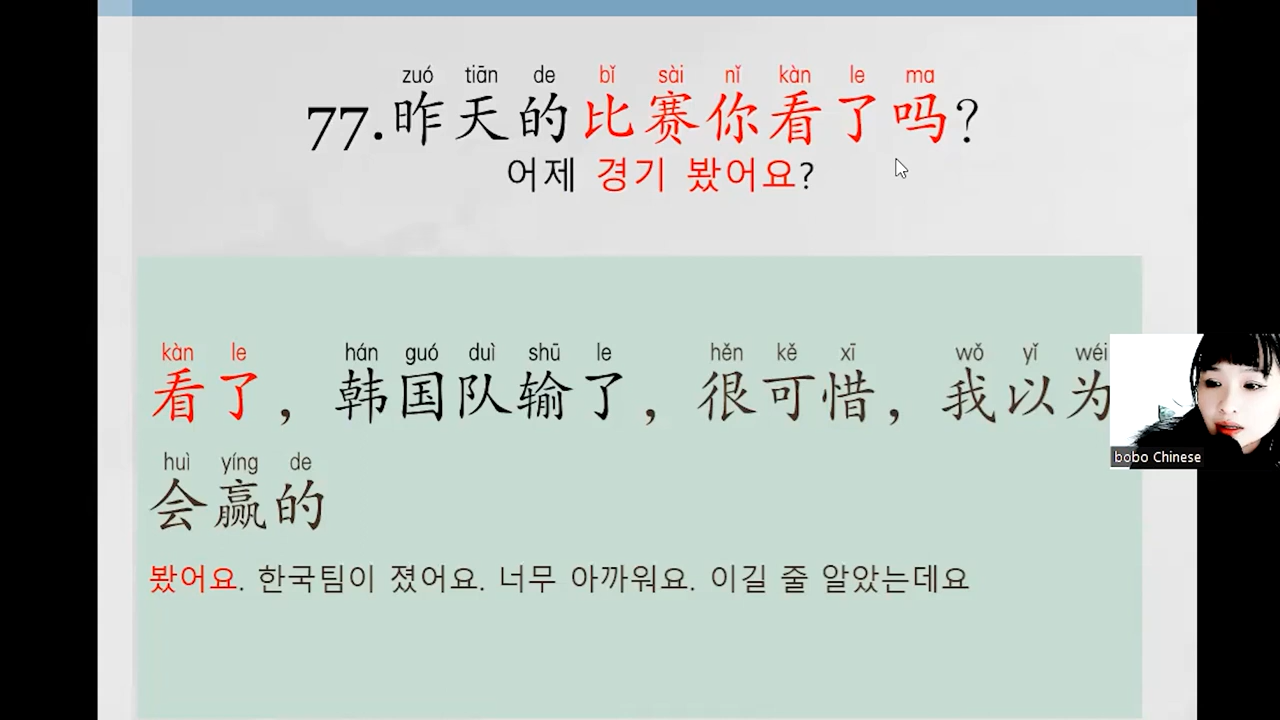 zuó tiān de bǐ sài nǐ kàn le ma
77.昨天的比赛你看了吗?
어제 경기 봤어요?
kàn le hán guó duì shū le hěn kě xī wǒ yǐ wéi
看了，韩国队输了，很可惜，我以为
huì yíng de
会赢的
봤어요. 한국팀이 졌어요. 너무 아까워요. 이길 줄 알았는데요
bobo Chinese